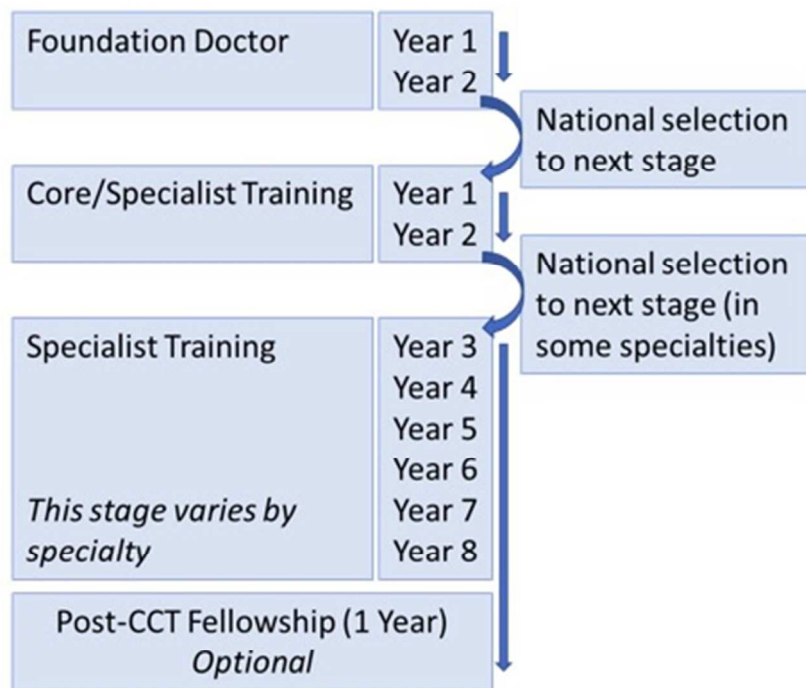 Foundation Doctor
Year 1
Year 2
National selection
to next stage
Core/Specialist Training
Year 1
Year 2
National selection
to next stage (in
some specialties)
Specialist Training
This stage varies by
specialty
Year 3
Year 4
Year 5
Year 6
Year 7
Year 8
Post-CCT Fellowship (1 Year)
Optional